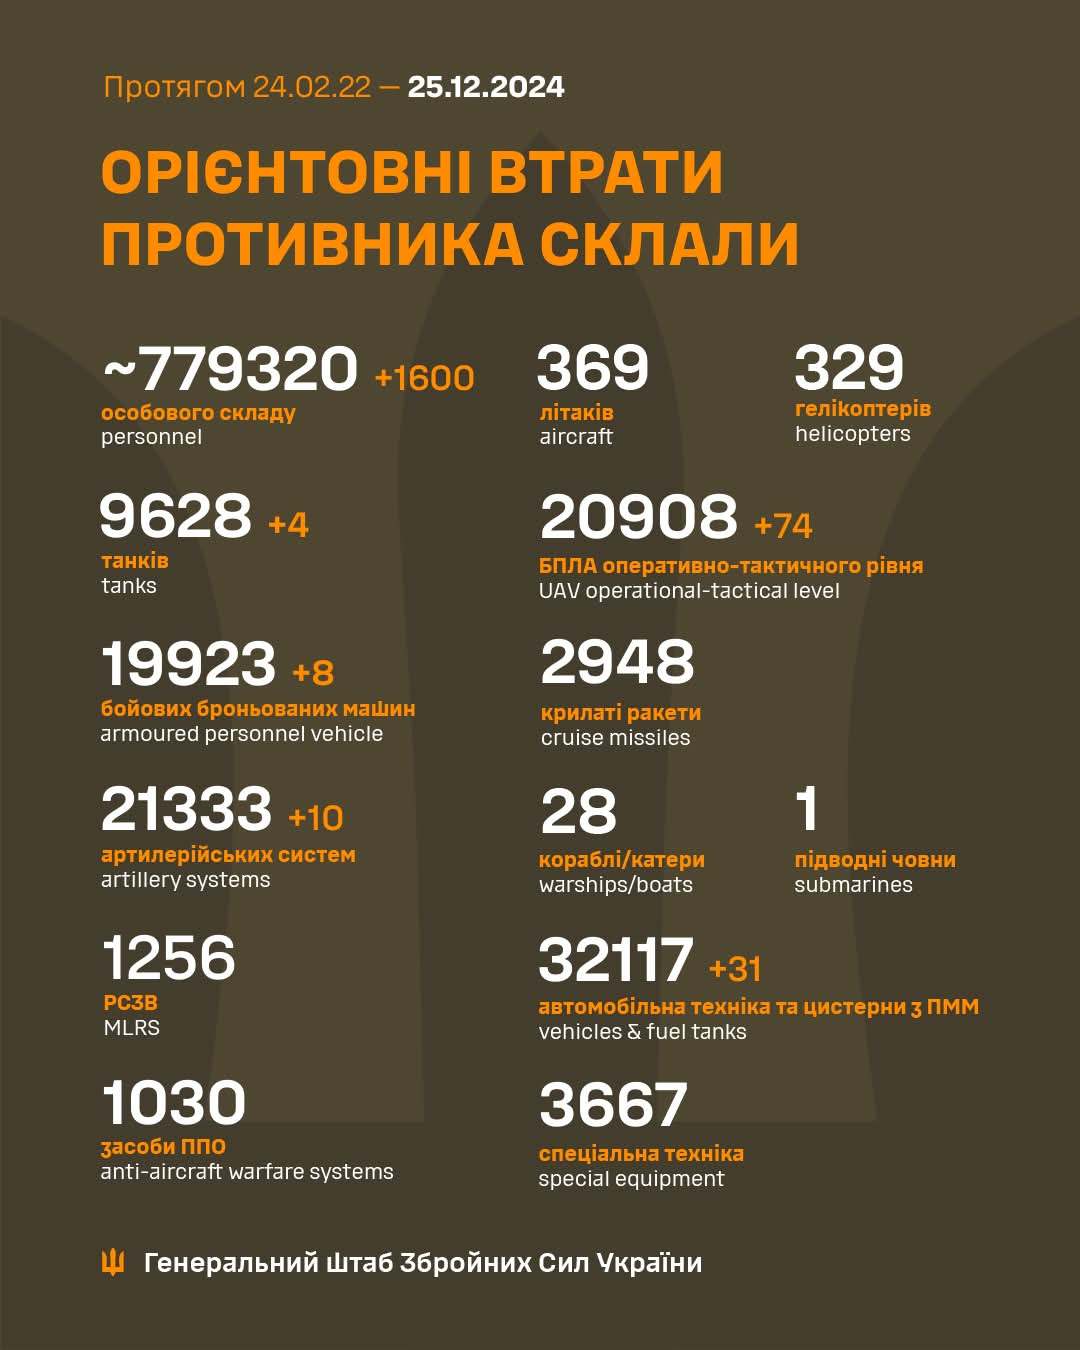 Протягом 24.02.22 — 25.12.2024
ОРІЄНТОВНІ ВТРАТИ
ПРОТИВНИКА СКЛАЛИ
~779320 +1600
особового складу
personnel
369
літаків
aircraft
329
гелікоптерів
helicopters
9628 +4
танків
tanks
20908 +74
БПЛА оперативно-тактичного рівня
UAV operational-tactical level
19923 +8
бойових броньованих машин
armoured personnel vehicle
2948
крилаті ракети
cruise missiles
21333 +10
артилерійських систем
artillery systems
28
кораблі/катери
warships/boats
1
підводні човни
submarines
1256
РСЗВ
MLRS
32117 +31
автомобільна техніка та цистерни з ПММ
vehicles & fuel tanks
1030
засоби ППО
anti-aircraft warfare systems
3667
спеціальна техніка
special equipment
Генеральний штаб Збройних Сил України